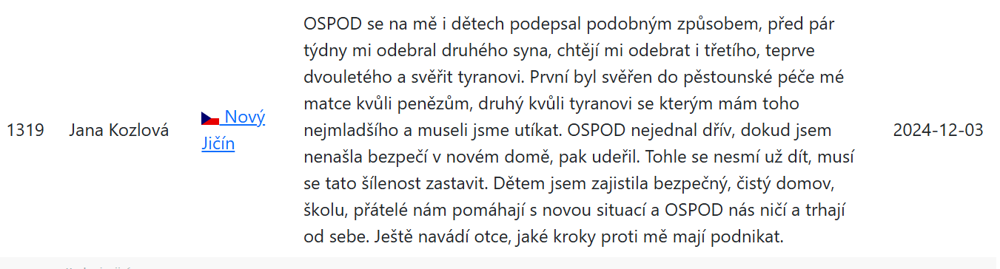 OSPOD se na mě i dětech podepsal podobným způsobem, před pár
týdny mi odebral druhého syna, chtějí mi odebrat i třetího, teprve
dvouletého a svěřit tyranovi. První byl svěřen do pěstounské péče mé
matce kvůli penězům, druhý kvůli tyranovi se kterým mám toho
1319 Jana Kozlová Nový nejmladšího a museli jsme utíkat. OSPOD nejednal dřív, dokud jsem 2024-12-03
Jičín nenašla bezpečí v novém domě, pak udeřil. Tohle se nesmí už dít, musí
se tato šílenost zastavit. Dětem jsem zajistila bezpečný, čistý domov,
školu, přátelé nám pomáhají s novou situací a OSPOD nás ničí a trhají
od sebe. Ještě navádí otce, jaké kroky proti mě mají podnikat.